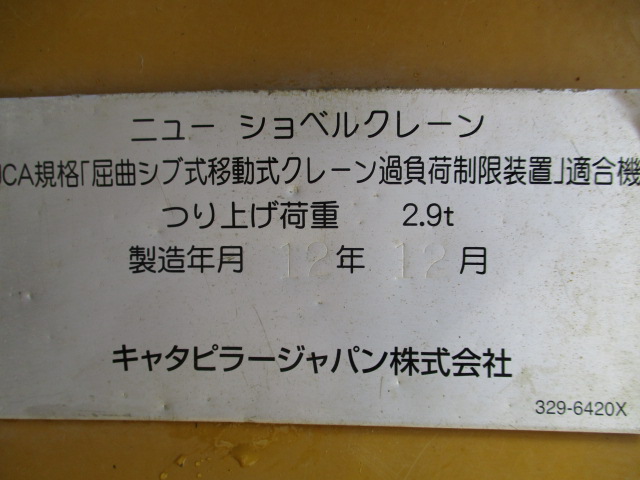 ニュー ショベルクレーン
JCA規格｢屈曲ジブ式移動式クレーン過負荷制限装置｣適合機
つり上げ荷重 2.9t
製造年月 12年 12月
キャタピラージャパン株式会社
329-6420X